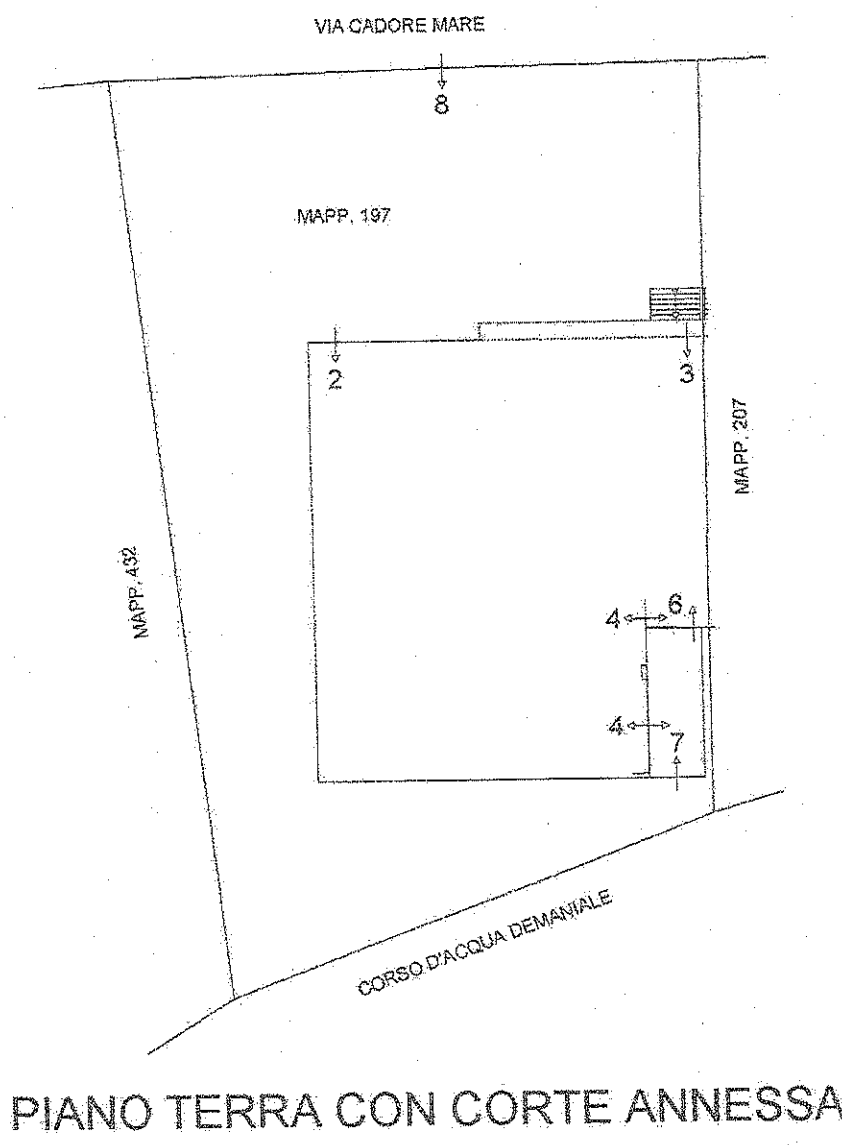 VIA CADORE MARE
8
MAPP. 197
2
3
MAPP. 207
MAPP. 432
4
6
4
7
CORSO D'ACQUA DEMANIALE
PIANO TERRA CON CORTE ANNESSA